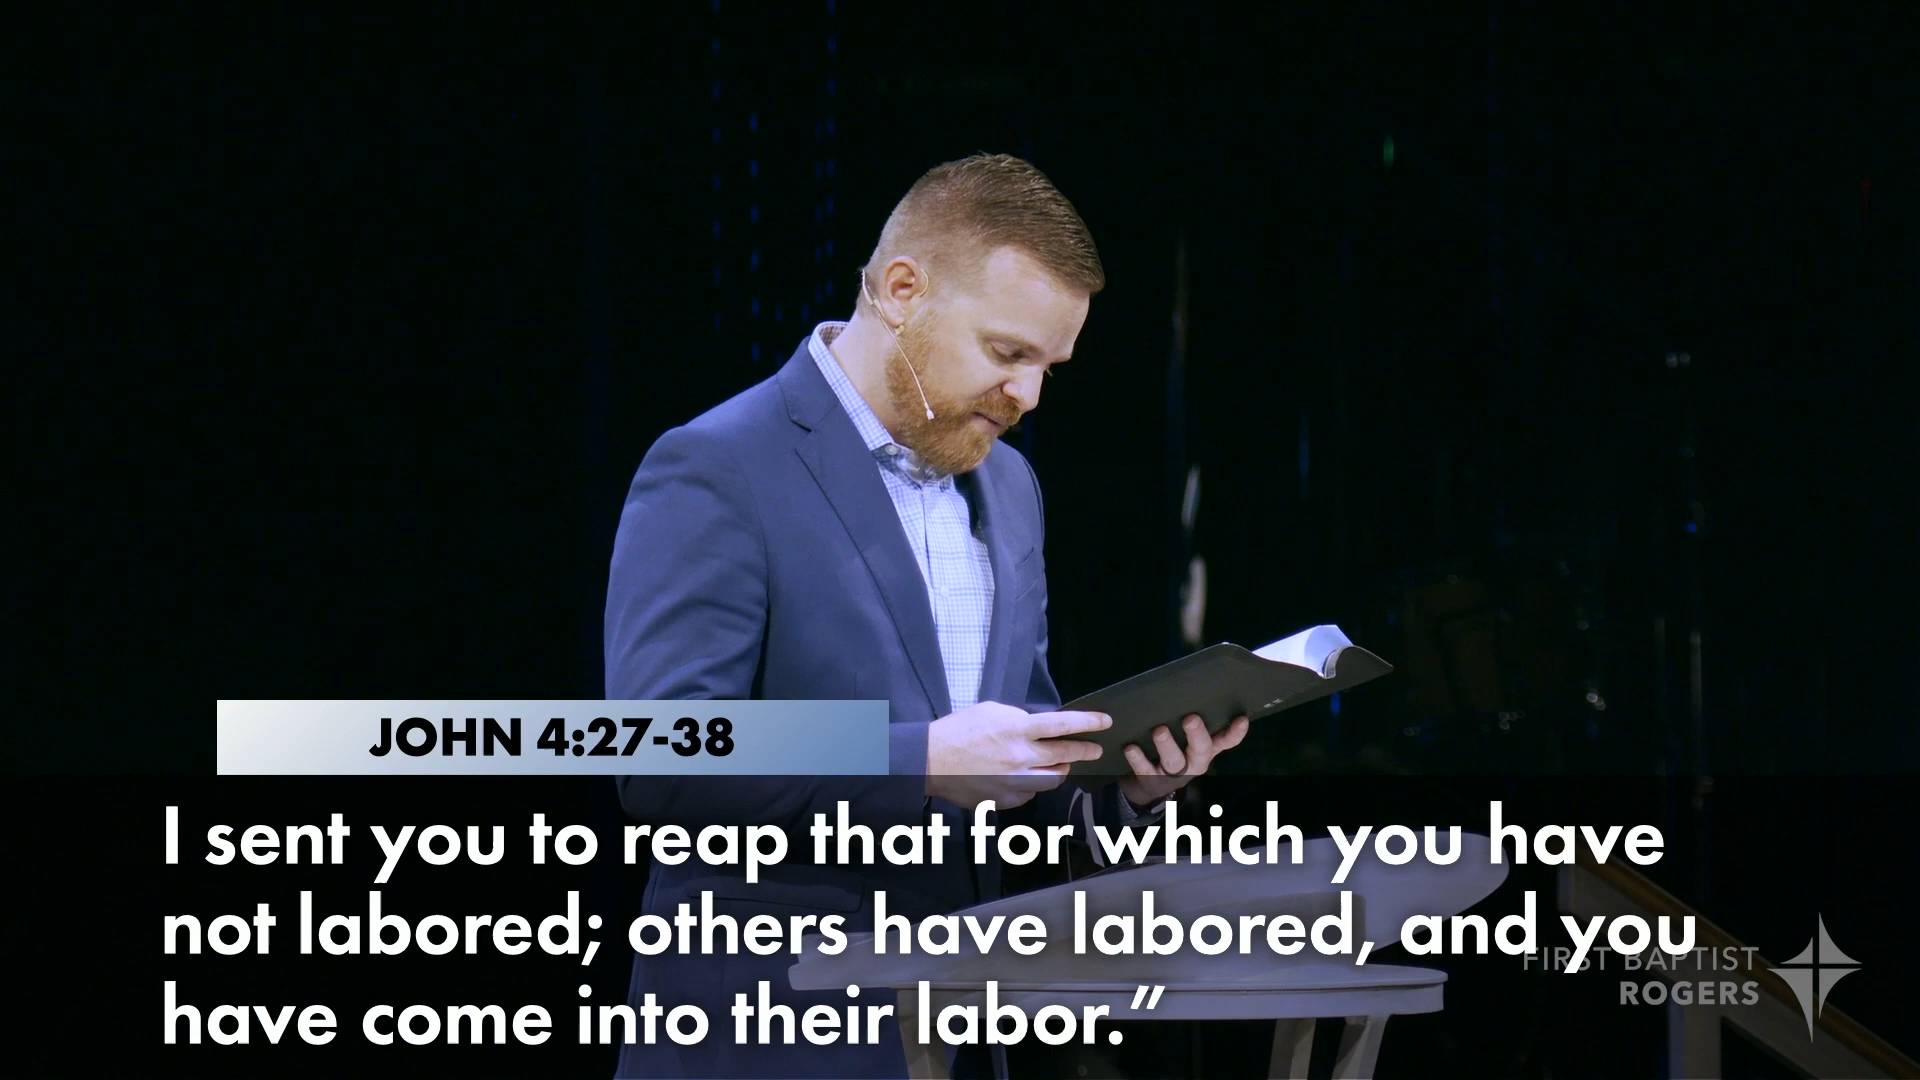 JOHN 4:27-38
I sent you to reap that for which you have
not labored; others have labored, and you
have come into their labor.”
FIRST BAPTIST
ROGERS